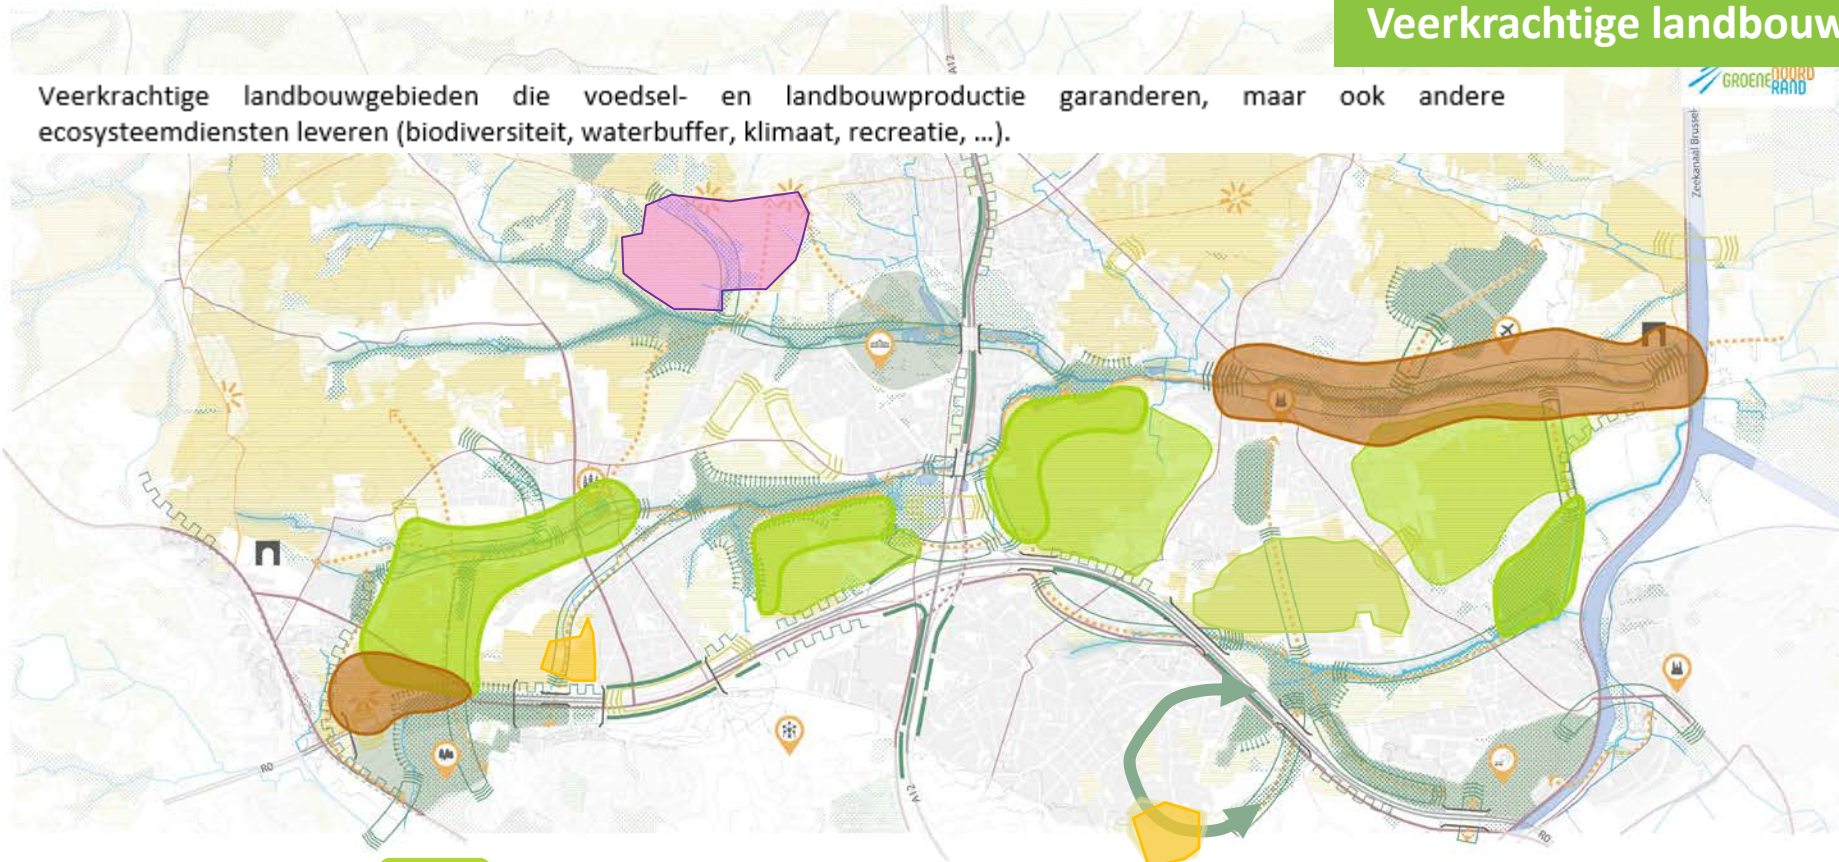 Veerkrachtige landbouw
GROENE NOORD
RAND
Veerkrachtige landbouwgebieden die voedsel- en landbouwproductie garanderen, maar ook andere
ecosysteemdiensten leveren (biodiversiteit, waterbuffer, klimaat, recreatie, ...).
A12
Zeekanaal Brussel
R0
A12
R0